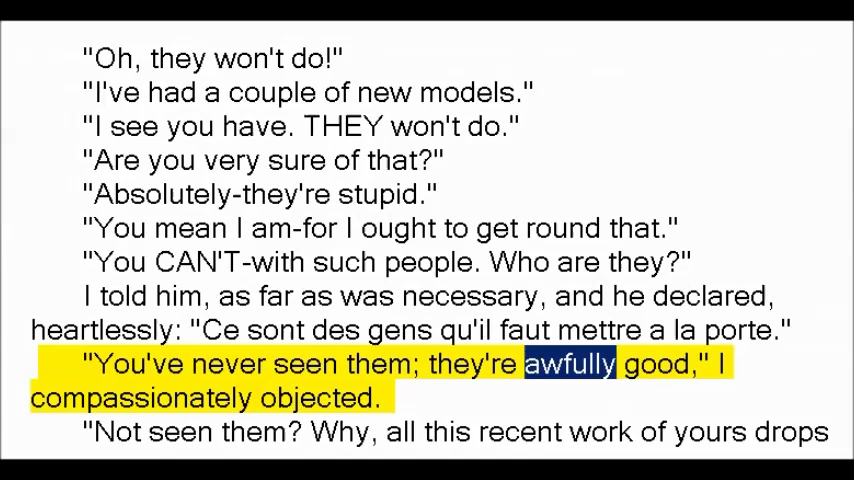 "Oh, they won't do!"
"I've had a couple of new models."
"I see you have. THEY won't do."
"Are you very sure of that?"
"Absolutely-they're stupid."
"You mean I am-for I ought to get round that."
"You CAN'T-with such people. Who are they?"
I told him, as far as was necessary, and he declared,
heartlessly: "Ce sont des gens qu'il faut mettre a la porte."
"You've never seen them; they're awfully good," I
compassionately objected.
"Not seen them? Why, all this recent work of yours drops